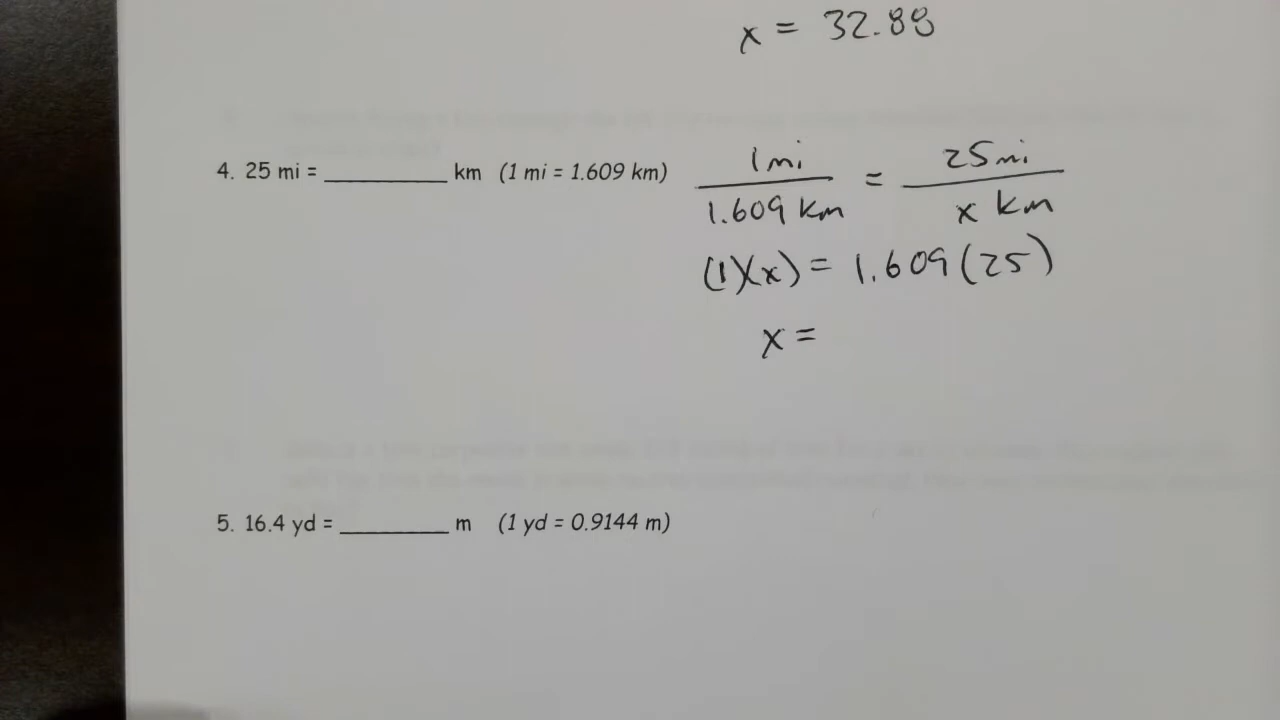 x = 32.88
4. 25 mi = __________ km (1 mi = 1.609 km)
1 mi / 1.609 km = 25 mi / x km
(1)(x) = 1.609(25)
x =
5. 16.4 yd = _________ m (1 yd = 0.9144 m)